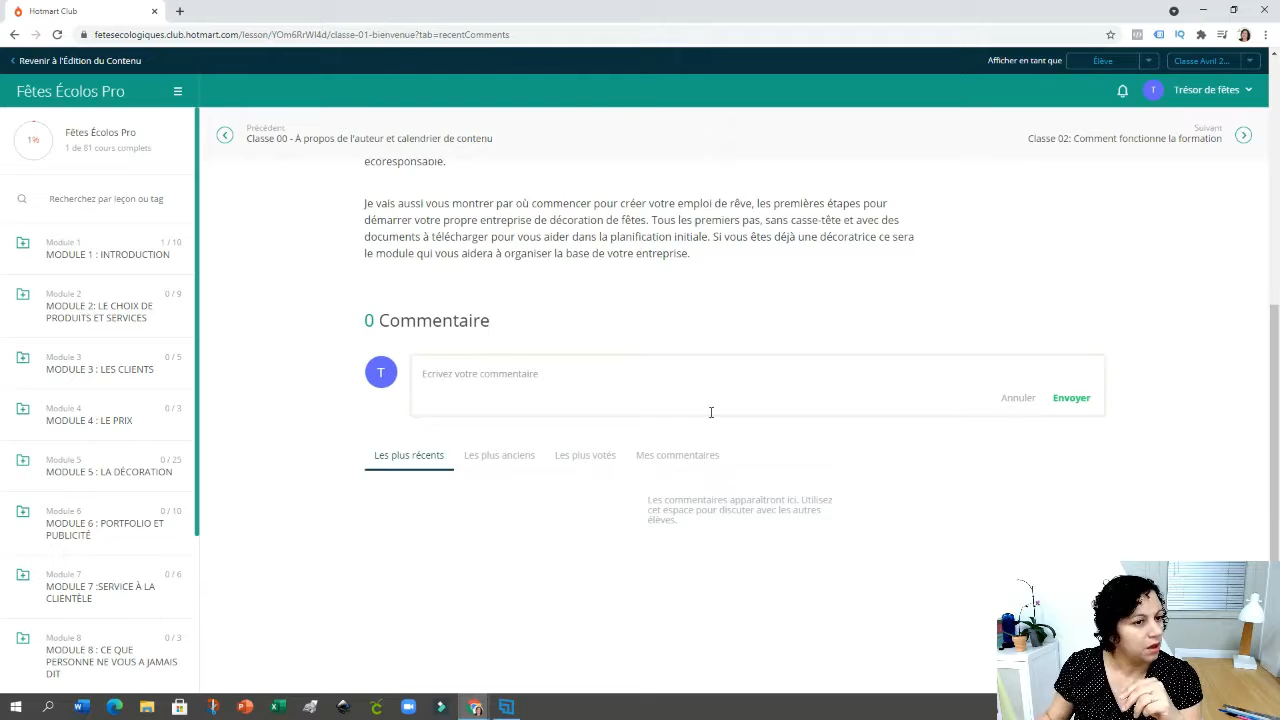 Hotmart Club
fetesecologiques.club.hotmart.com/lesson/YOm6RrWl4d/classe-01-bienvenue?tab=recentComments
IQ
Revenir à l'Édition du Contenu
Afficher en tant que
Élève
Classe Avril 2...
Fêtes Écolos Pro
T
Trésor de fêtes
1%
Fêtes Écolos Pro
1 de 81 cours complets
Précédent
Classe 00 - À propos de l'auteur et calendrier de contenu
Suivant
Classe 02: Comment fonctionne la formation
Recherchez par leçon ou tag
Module 1
1 / 10
MODULE 1 : INTRODUCTION
Module 2
0 / 9
MODULE 2: LE CHOIX DE
PRODUITS ET SERVICES
Module 3
0 / 5
MODULE 3 : LES CLIENTS
Module 4
0 / 3
MODULE 4 : LE PRIX
Module 5
0 / 25
MODULE 5 : LA DÉCORATION
Module 6
0 / 10
MODULE 6 : PORTFOLIO ET
PUBLICITÉ
Module 7
0 / 6
MODULE 7 :SERVICE À LA
CLIENTÈLE
Module 8
0 / 3
MODULE 8 : CE QUE
PERSONNE NE VOUS A JAMAIS
DIT
écoresponsable.
Je vais aussi vous montrer par où commencer pour créer votre emploi de rêve, les premières étapes pour
démarrer votre propre entreprise de décoration de fêtes. Tous les premiers pas, sans casse-tête et avec des
documents à télécharger pour vous aider dans la planification initiale. Si vous êtes déjà une décoratrice ce sera
le module qui vous aidera à organiser la base de votre entreprise.
0 Commentaire
T
Ecrivez votre commentaire
Annuler
Envoyer
Les plus récents
Les plus anciens
Les plus votés
Mes commentaires
Les commentaires apparaîtront ici. Utilisez
cet espace pour discuter avec les autres
élèves.